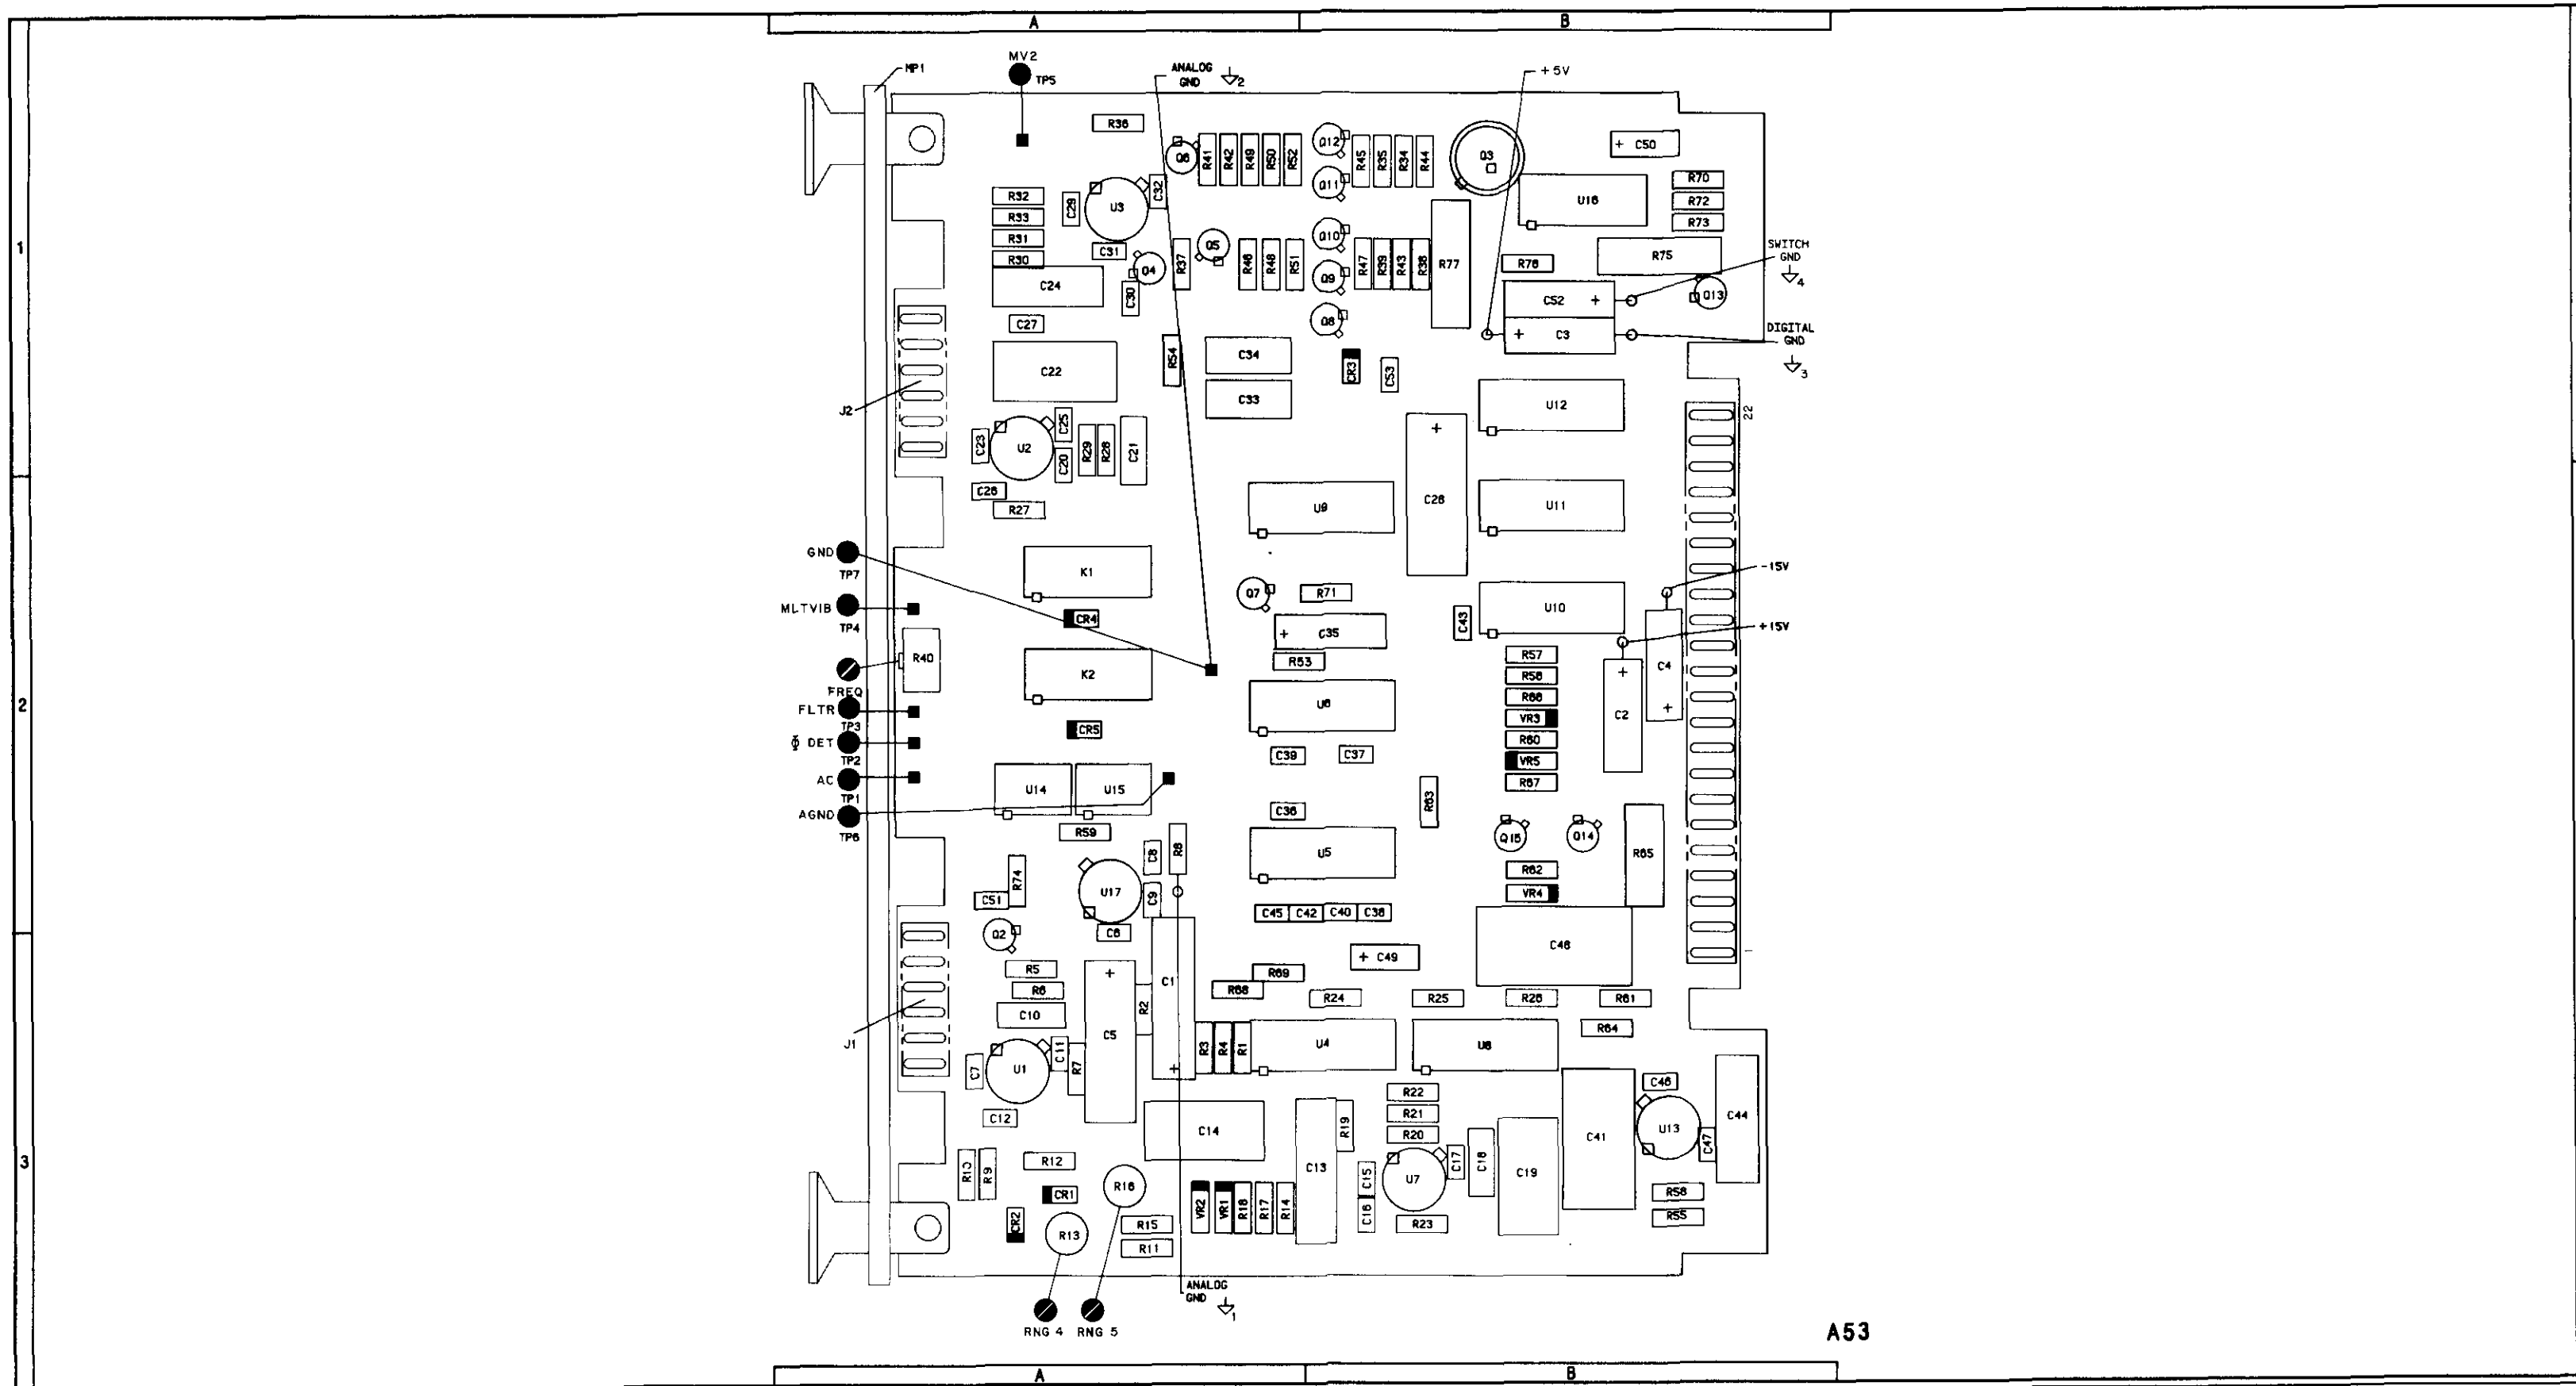 A B
MV2
TP5
MP1
ANALOG
GND
2
+5V
R36
Q6
R41
R42
R49
R50
R52
Q12
R45
R35
R34
R44
Q3
+ C50
Q11
R70
R32
C29
U3
C32
U16
R72
R33
R73
R31
Q10
1
C31
Q5
SWITCH
GND
4
R30
Q4
R37
R46
R48
R51
R47
R39
R43
R38
R77
R76
R75
C24
C30
Q9
C52 +
Q13
C27
Q8
+ C3
DIGITAL
GND
3
R54
C34
CR3
C53
C22
C33
J2
U12
22
C23
U2
C25
C20
R29
R28
C21
+
C26
R27
U9
C28
U11
GND
TP7
K1
-15V
MLTVIB
TP4
CR4
Q7
R71
U10
+ C35
C43
+15V
R40
R53
R57
FREQ
K2
C4
+
R56
2
FLTR
TP3
U6
R66
+
C2
VR3
DET
TP2
CR5
R60
C39
C37
VR5
AC
TP1
U14
U15
R67
R63
AGND
TP6
C36
R59
Q15
Q14
R65
C8
R8
U5
R74
U17
R62
C51
C9
VR4
C45
C42
C40
C38
Q2
C6
C48
+ C49
R5
+
C1
R69
R6
R68
R24
R25
R26
R61
C10
R2
J1
C5
R3
R4
R1
U4
U8
R64
C11
R7
+
C7
U1
C46
R22
C12
R21
C44
C14
R19
R20
C41
U13
C47
3
R10
R9
R12
C13
C15
U7
C17
C18
C19
CR1
R16
VR2
VR1
R18
R17
R14
C16
R58
CR2
R13
R15
R23
R55
R11
ANALOG
GND
1
RNG 4 RNG 5
A53
A B